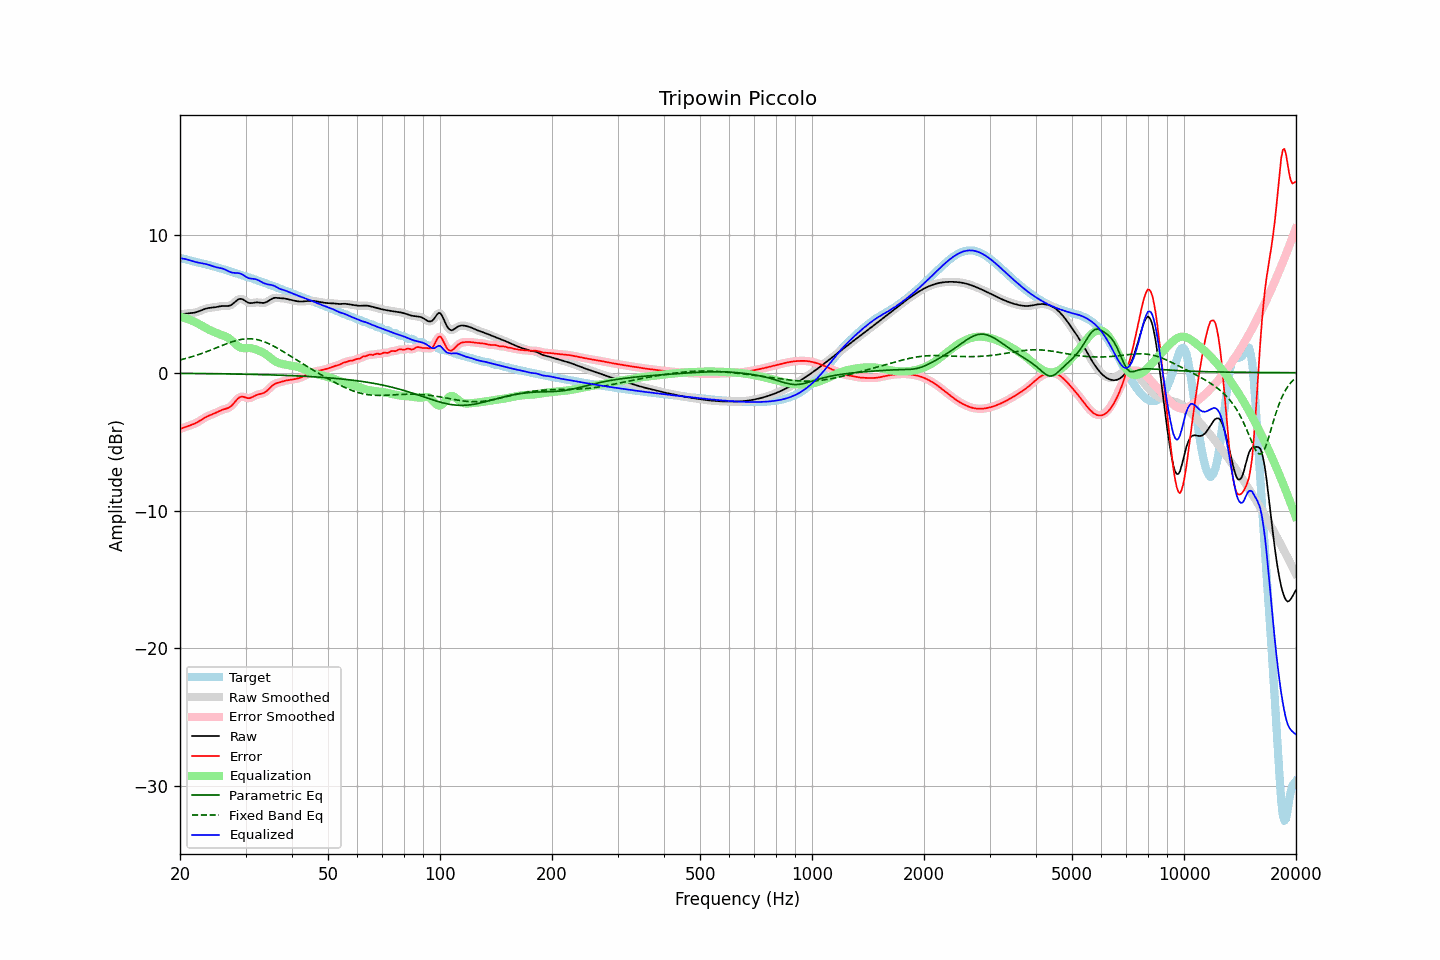 Tripowin Piccolo
Amplitude (dBr)
10
0
−10
−20
−30
Target
Raw Smoothed
Error Smoothed
Raw
Error
Equalization
Parametric Eq
Fixed Band Eq
Equalized
20
50
100
200
500
1000
2000
5000
10000
20000
Frequency (Hz)